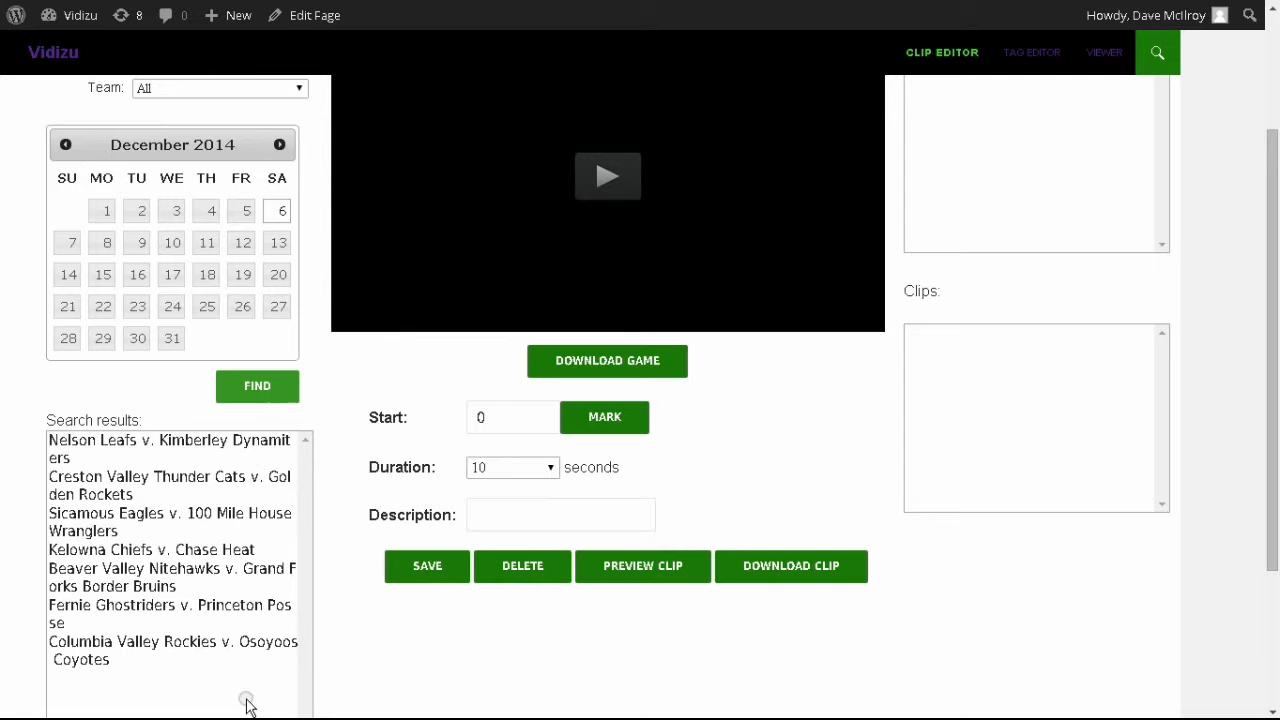 Vidizu 8 0 New Edit Page Howdy, Dave McIlroy
Vidizu CLIP EDITOR TAG EDITOR VIEWER
Team: All
December 2014
SU MO TU WE TH FR SA
1 2 3 4 5 6
7 8 9 10 11 12 13
14 15 16 17 18 19 20
21 22 23 24 25 26 27
28 29 30 31
FIND
Search results:
Nelson Leafs v. Kimberley Dynamit
ers
Creston Valley Thunder Cats v. Gol
den Rockets
Sicamous Eagles v. 100 Mile House
Wranglers
Kelowna Chiefs v. Chase Heat
Beaver Valley Nitehawks v. Grand F
orks Border Bruins
Fernie Ghostriders v. Princeton Pos
se
Columbia Valley Rockies v. Osoyoos
Coyotes
DOWNLOAD GAME
Start: 0 MARK
Duration: 10 seconds
Description:
SAVE DELETE PREVIEW CLIP DOWNLOAD CLIP
Clips: